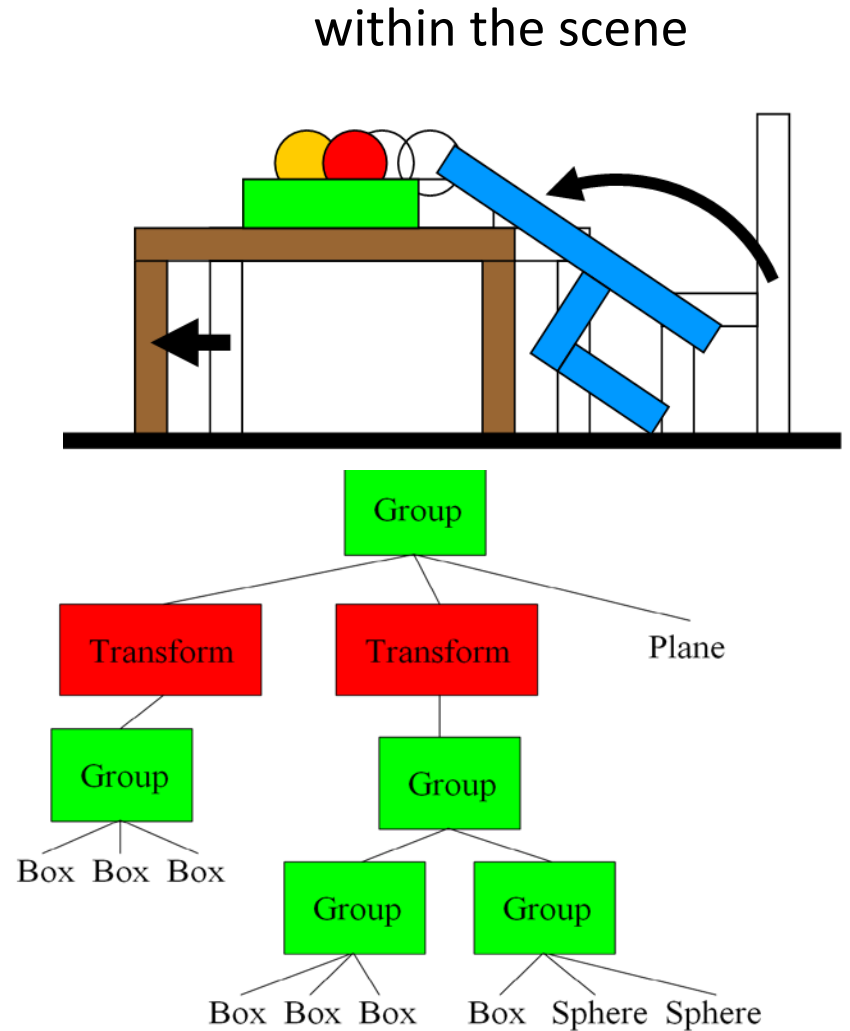 within the scene
Group
Transform Transform Plane
Group Group
Box Box Box
Group Group
Box Box Box Box Sphere Sphere